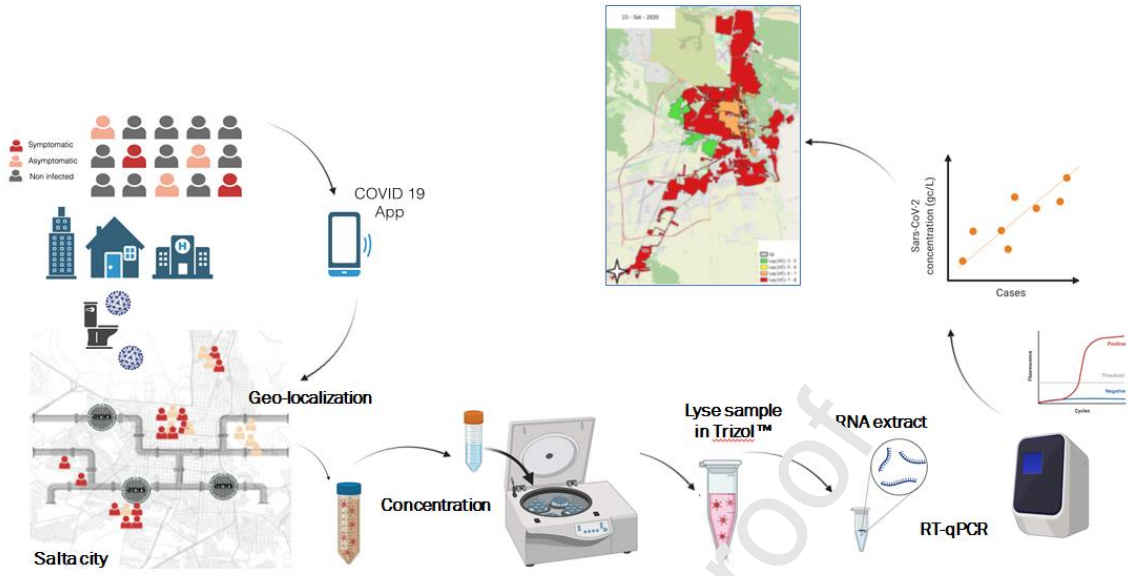 23 - Set - 2020
Symptomatic
Asymptomatic
Non infected
COVID 19
App
H
Sars-CoV-2
concentration (gc/L)
Cases
Geo-localization
Salta city
Concentration
Lyse sample
in Trizol™
RNA extract
RT-qPCR
Fluorescence
Positive
Threshold
Negative
Cycles
roof